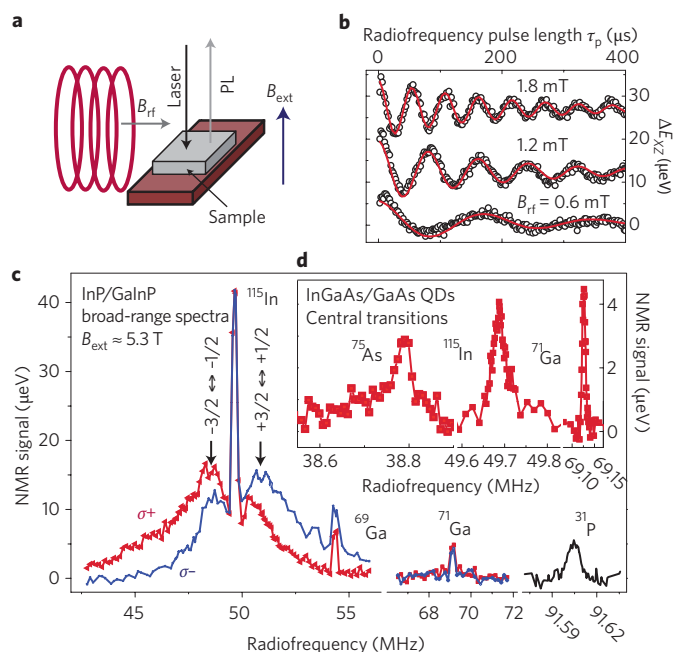 a
Laser
PL
B_rf
B_ext
Sample
b
Radiofrequency pulse length τ_p (μs)
0 100 200 300 400
1.8 mT
1.2 mT
B_rf = 0.6 mT
30
20
10
0
ΔE_XZ (μeV)
c
InP/GaInP
broad-range spectra
B_ext ≈ 5.3 T
¹¹⁵In
−3/2 ↔ −1/2
+3/2 ↔ +1/2
σ+
σ−
⁶⁹Ga
⁷¹Ga
³¹P
NMR signal (μeV)
40
30
20
10
0
45 50 55 68 70 72 91.59 91.62
Radiofrequency (MHz)
d
InGaAs/GaAs QDs
Central transitions
⁷⁵As
¹¹⁵In
⁷¹Ga
4
2
0
NMR signal (μeV)
38.6 38.8 49.6 49.7 49.8 69.10 69.15
Radiofrequency (MHz)